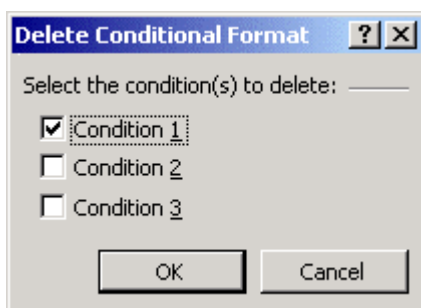 Delete Conditional Format ? ×
Select the condition(s) to delete:
Condition 1
Condition 2
Condition 3
OK Cancel